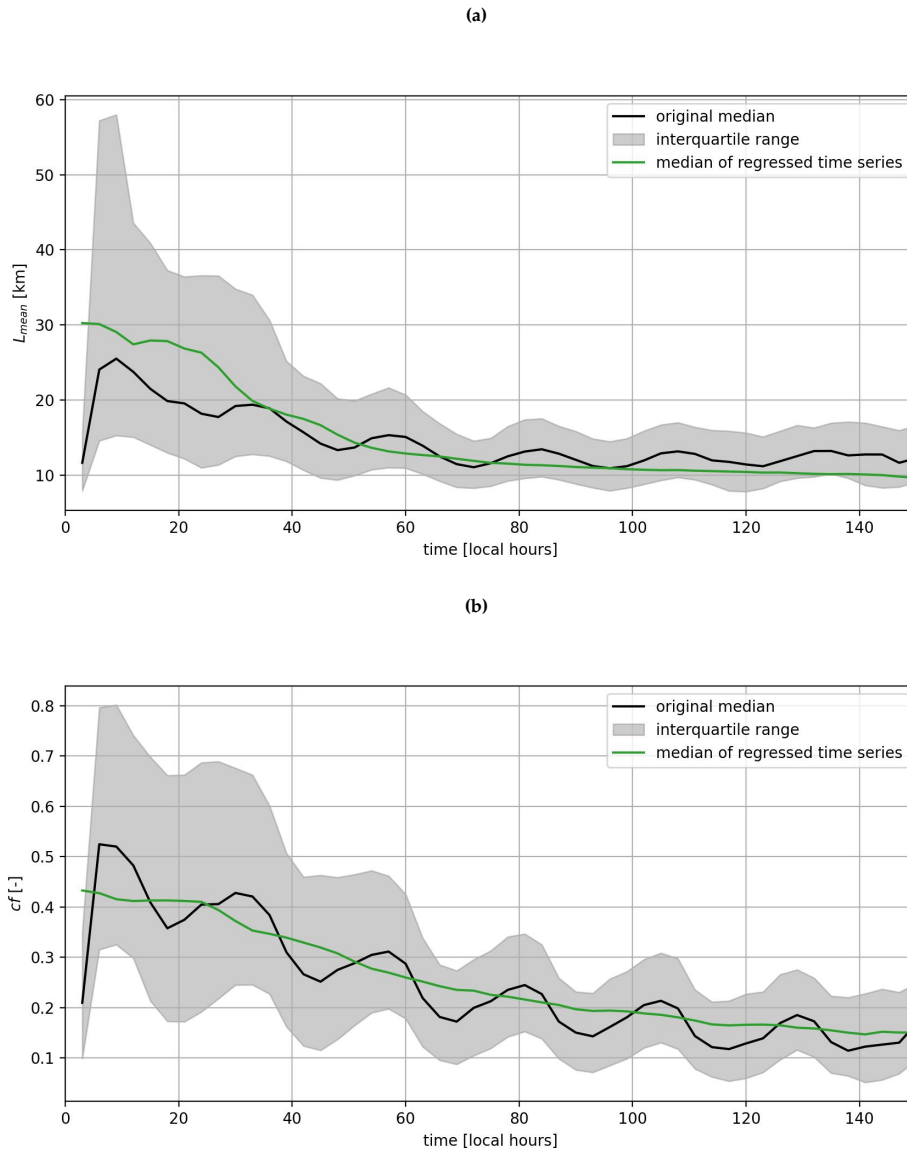 (a)
60
50
40
30
20
10
L_mean [km]
original median
interquartile range
median of regressed time series
0 20 40 60 80 100 120 140
time [local hours]
(b)
0.8
0.7
0.6
0.5
0.4
0.3
0.2
0.1
cf [-]
original median
interquartile range
median of regressed time series
0 20 40 60 80 100 120 140
time [local hours]